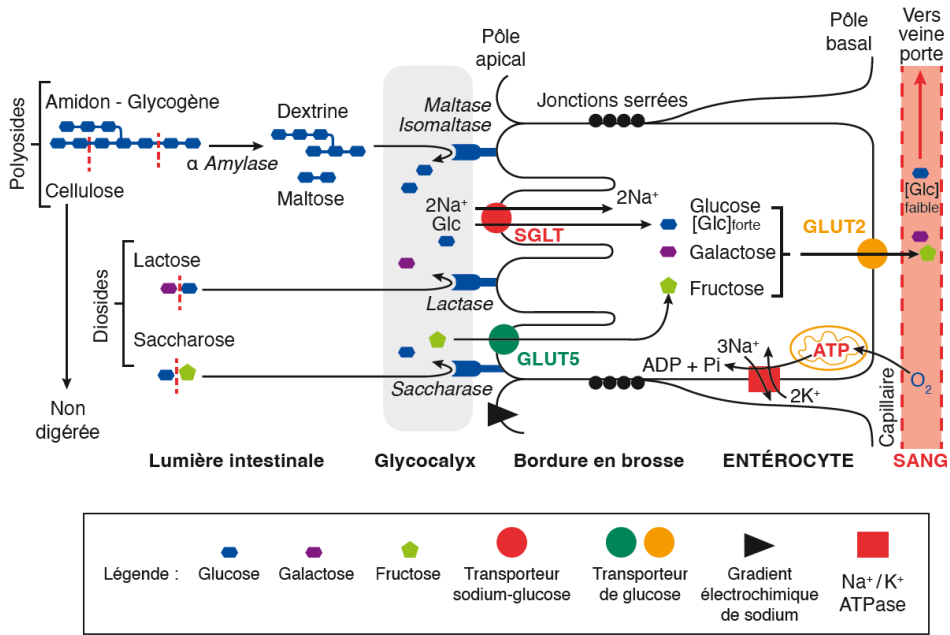 Polyosides
Amidon - Glycogène
α Amylase
Cellulose
Dextrine
Maltose
Non
digérée
Diosides
Lactose
Saccharose
Maltase
Isomaltase
2Na⁺
Glc
SGLT
2Na⁺
Lactase
GLUT5
Saccharase
Pôle
apical
Jonctions serrées
Pôle
basal
Vers
veine
porte
Glucose
[Glc]forte
Galactose
Fructose
GLUT2
[Glc]
faible
ADP + Pi
3Na⁺
2K⁺
ATP
O₂
Capillaire
Lumière intestinale
Glycocalyx
Bordure en brosse
ENTÉROCYTE
SANG
Légende :
Glucose
Galactose
Fructose
Transporteur
sodium-glucose
Transporteur
de glucose
Gradient
électrochimique
de sodium
Na⁺/K⁺
ATPase